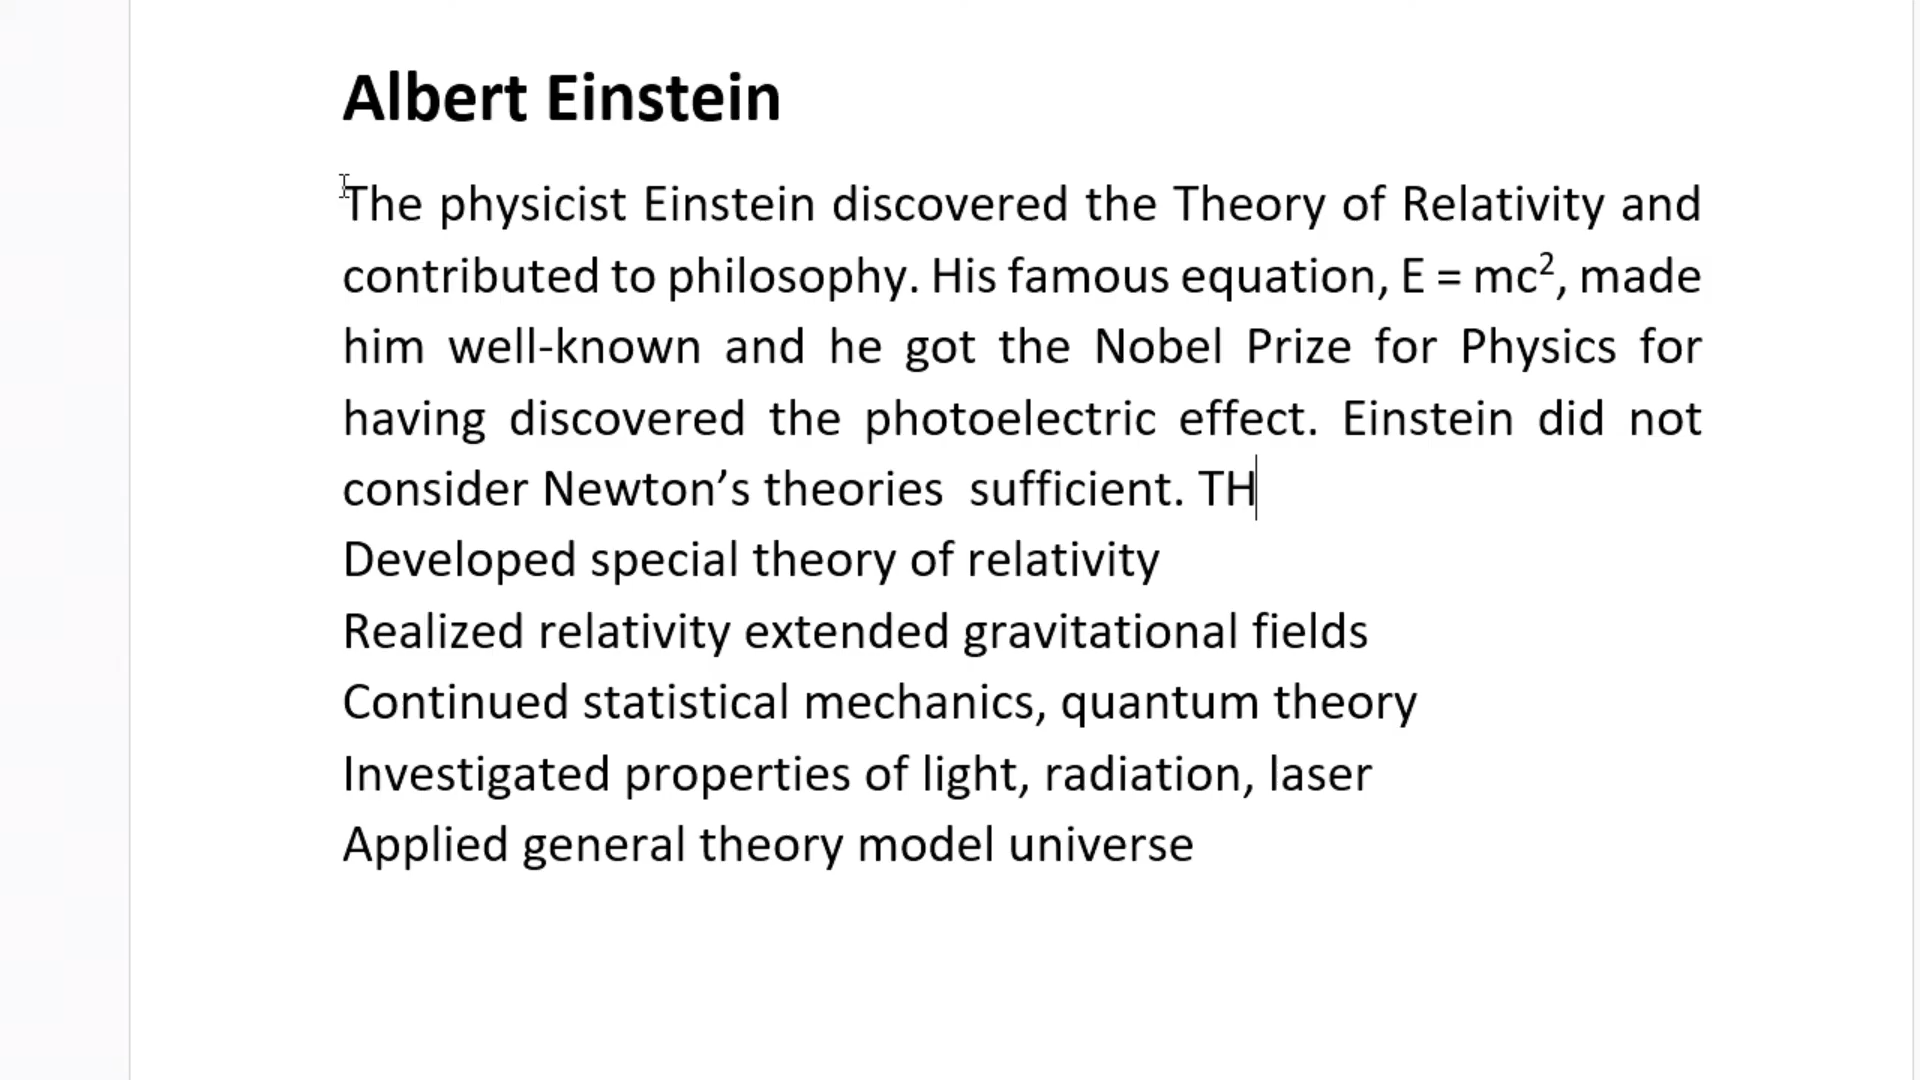 Albert Einstein
The physicist Einstein discovered the Theory of Relativity and
contributed to philosophy. His famous equation, E = mc², made
him well-known and he got the Nobel Prize for Physics for
having discovered the photoelectric effect. Einstein did not
consider Newton’s theories  sufficient. TH
Developed special theory of relativity
Realized relativity extended gravitational fields
Continued statistical mechanics, quantum theory
Investigated properties of light, radiation, laser
Applied general theory model universe